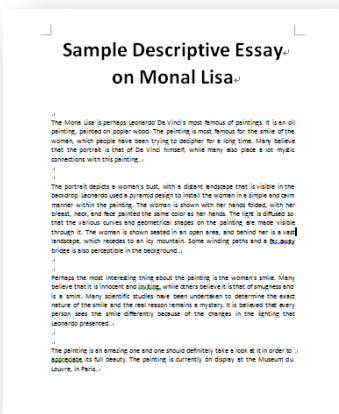 Sample Descriptive Essay
on Monal Lisa
The Mona Lisa is perhaps Leonardo Da Vinci's most famous of paintings. It is an oil
painting, painted on poplar wood. The painting is most famous for the smile of the
woman, which people have been trying to decipher for a long time. Many believe
that the portrait is that of Da Vinci himself, while many also place a lot mystic
connections with this painting.
The portrait depicts a woman's bust, with a distant landscape that is visible in the
backdrop. Leonardo used a pyramid design to install the woman in a simple and calm
manner within the painting. The woman is shown with her hands folded, with her
breast, neck, and face painted the same color as her hands. The light is diffused so
that the various curves and geometrical shapes on the painting are made visible
through it. The woman is shown seated in an open area, and behind her is a vast
landscape, which recedes to an icy mountain. Some winding paths and a far away
bridge is also perceptible in the background.
Perhaps the most interesting thing about the painting is the woman's smile. Many
believe that it is innocent and inviting, while others believe it is that of smugness and
is a smirk. Many scientific studies have been undertaken to determine the exact
nature of the smile and the real reason remains a mystery. It is believed that every
person sees the smile differently because of the changes in the lighting that
Leonardo presented.
The painting is an amazing one and one should definitely take a look at it in order to
appreciate its full beauty. The painting is currently on display at the Museum du
Louvre, in Paris.